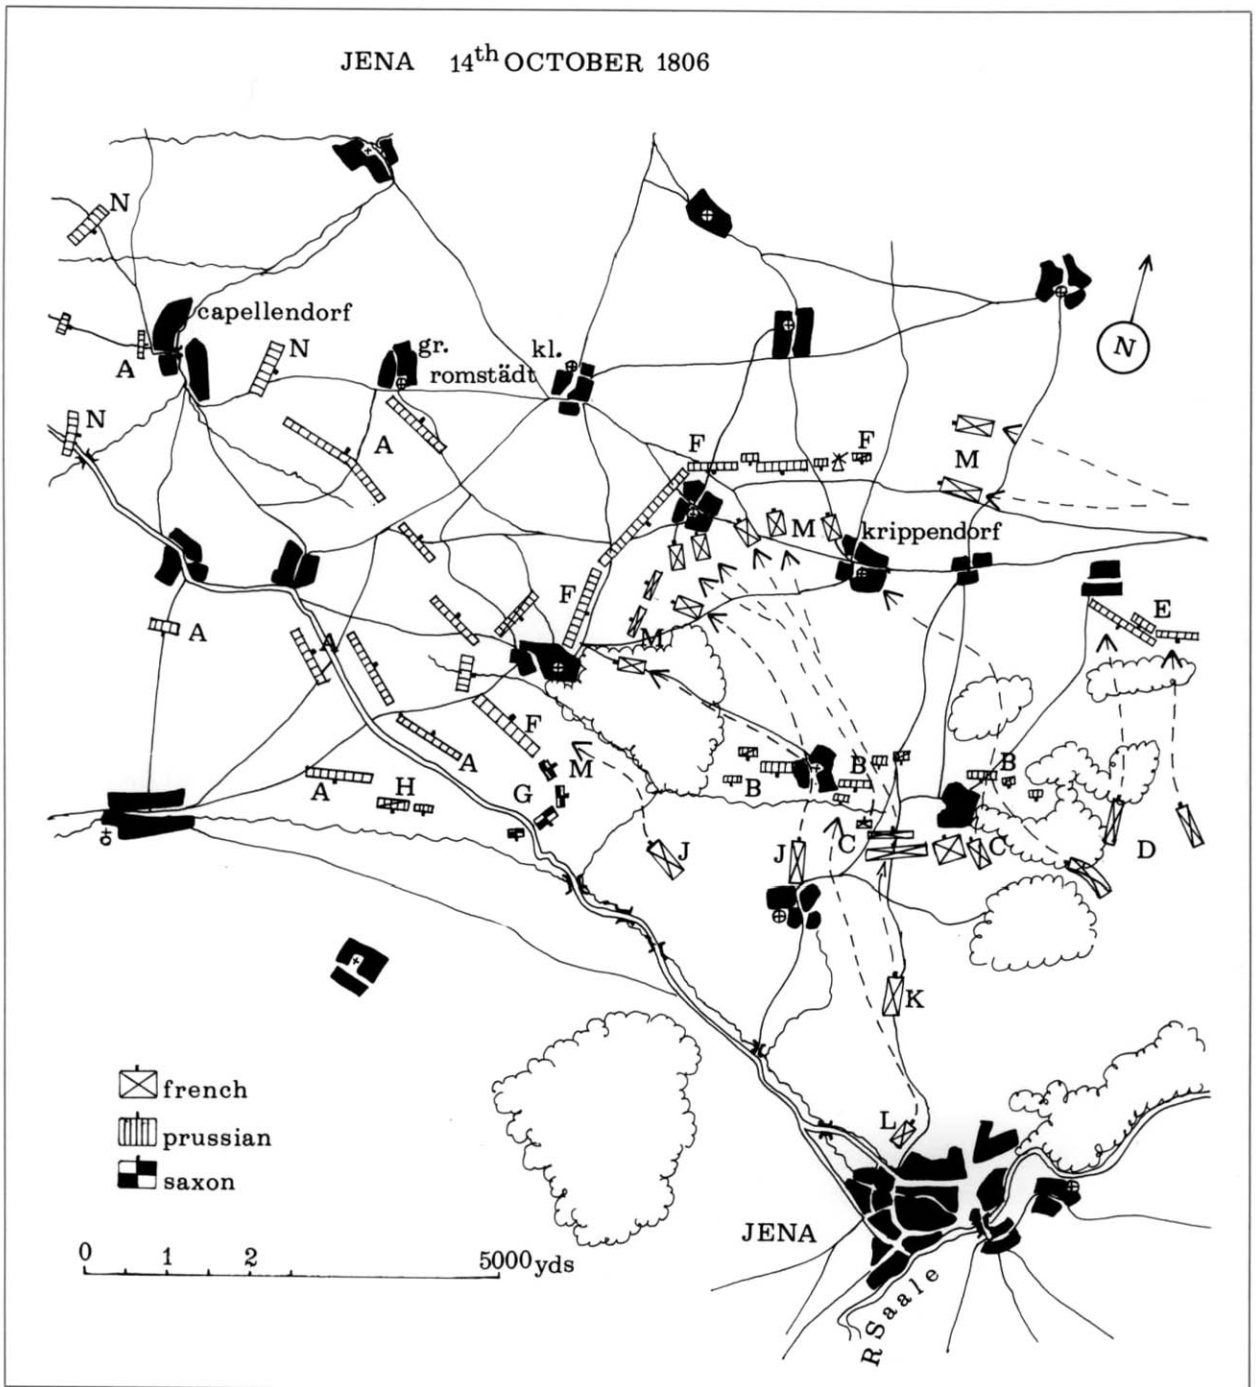 JENA 14th OCTOBER 1806
N
capellendorf
A
N
gr.
kl.
romstädt
N
A
F
F
M
M
krippendorf
F
E
A
A
M
F
A
M
B
B
B
A
H
G
J
J
C
C
D
K
L
N
french
prussian
saxon
JENA
0 1 2 5000 yds
R Saale